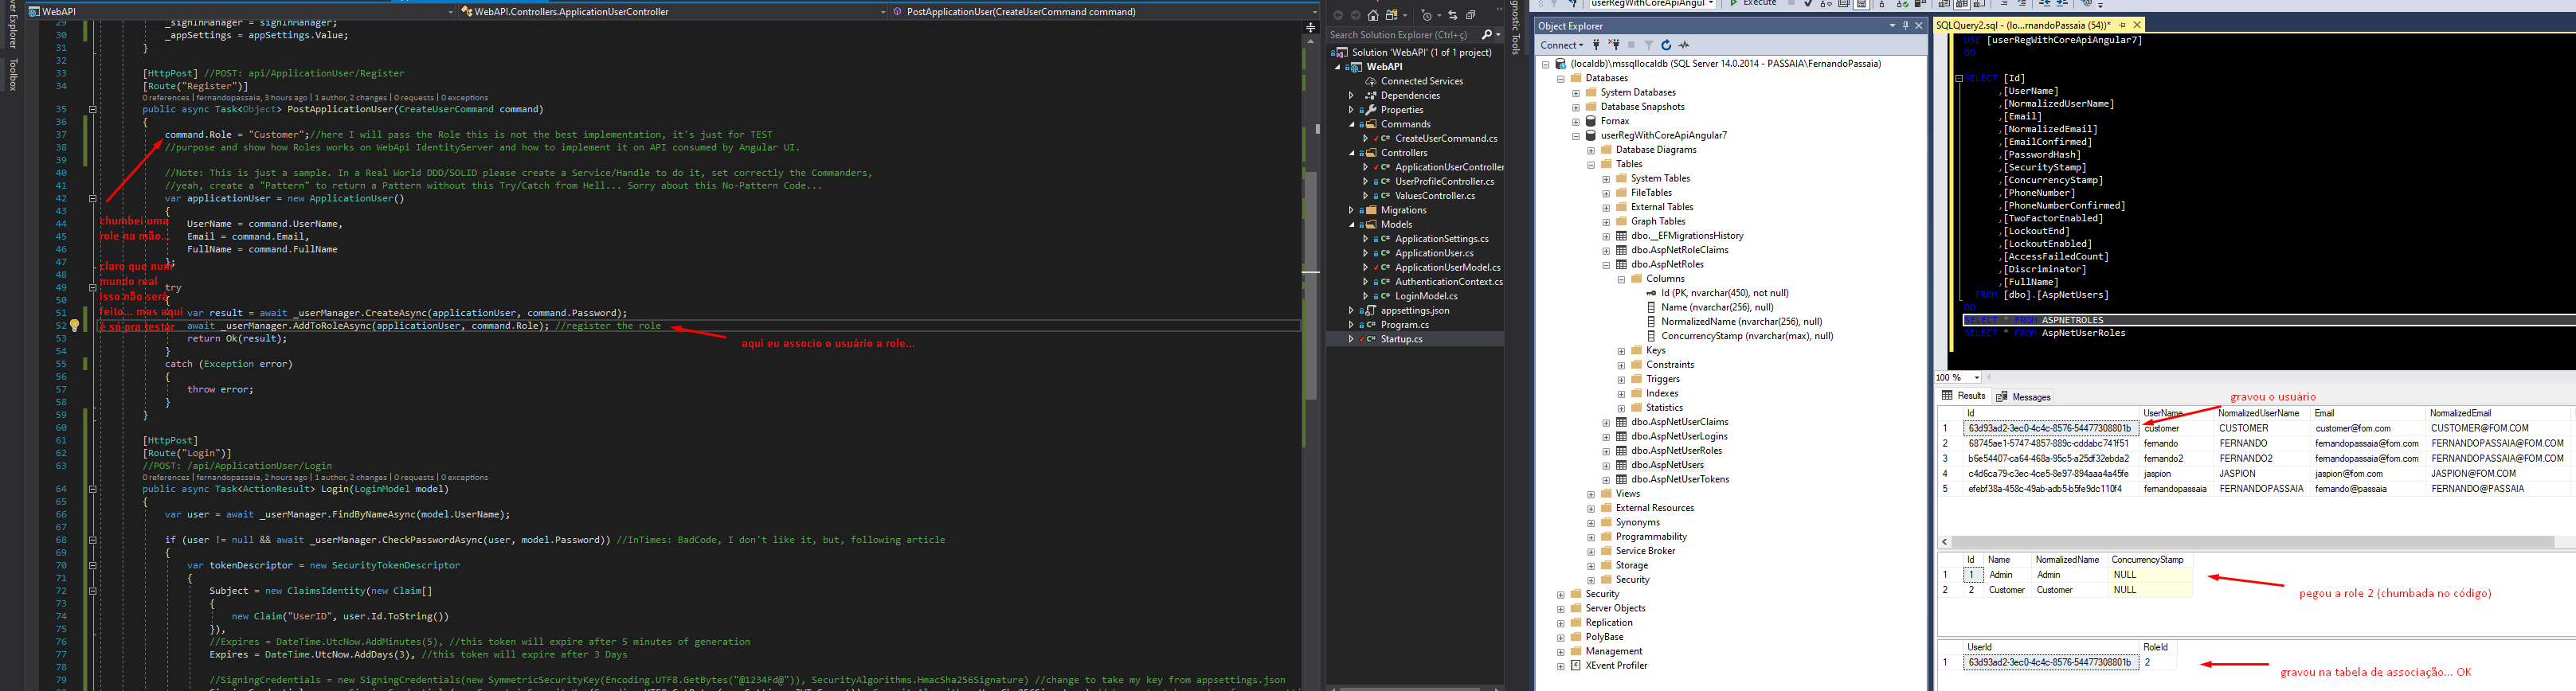 WebAPI
WebAPI.Controllers.ApplicationUserController
PostApplicationUser(CreateUserCommand command)
Toolbox
29 _signInManager = signInManager;
30 _appSettings = appSettings.Value;
31 }
32
33 [HttpPost] //POST: api/ApplicationUser/Register
34 [Route("Register")]
0 references | fernandopassaia, 3 hours ago | 1 author, 2 changes | 0 requests | 0 exceptions
35 public async Task<Object> PostApplicationUser(CreateUserCommand command)
36 {
37 command.Role = "Customer";//here I will pass the Role this is not the best implementation, it's just for TEST
38 //purpose and show how Roles works on WebApi IdentityServer and how to implement it on API consumed by Angular UI.
39
40 //Note: This is just a sample. In a Real World DDD/SOLID please create a Service/Handle to do it, set correctly the Commanders,
41 //yeah, create a "Pattern" to return a Pattern without this Try/Catch from Hell... Sorry about this No-Pattern Code...
42 var applicationUser = new ApplicationUser()
43 {
44 UserName = command.UserName,
45 Email = command.Email,
46 FullName = command.FullName
47 };
48
49 try
50 {
51 var result = await _userManager.CreateAsync(applicationUser, command.Password);
52 await _userManager.AddToRoleAsync(applicationUser, command.Role); //register the role
53 return Ok(result);
54 }
55 catch (Exception error)
56 {
57 throw error;
58 }
59 }
60
61 [HttpPost]
62 [Route("Login")]
63 //POST: /api/ApplicationUser/Login
0 references | fernandopassaia, 2 hours ago | 1 author, 2 changes | 0 requests | 0 exceptions
64 public async Task<ActionResult> Login(LoginModel model)
65 {
66 var user = await _userManager.FindByNameAsync(model.UserName);
67
68 if (user != null && await _userManager.CheckPasswordAsync(user, model.Password)) //InTimes: BadCode, I don't like it, but, following article
69 {
70 var tokenDescriptor = new SecurityTokenDescriptor
71 {
72 Subject = new ClaimsIdentity(new Claim[]
73 {
74 new Claim("UserID", user.Id.ToString())
75 }),
76 //Expires = DateTime.UtcNow.AddMinutes(5), //this token will expire after 5 minutes of generation
77 Expires = DateTime.UtcNow.AddDays(3), //this token will expire after 3 Days
78
//SigningCredentials = new SigningCredentials(new SymmetricSecurityKey(Encoding.UTF8.GetBytes("@1234Fd@")), SecurityAlgorithms.HmacSha256Signature) //change to take my key from appsettings.json
chumbei uma
role na mão...
claro que num
mundo real
isso não será
feito... mas aqui
é só pra testar
aqui eu associo o usuário a role...
Search Solution Explorer (Ctrl+ç)
Solution 'WebAPI' (1 of 1 project)
WebAPI
Connected Services
Dependencies
Properties
Commands
CreateUserCommand.cs
Controllers
ApplicationUserController
UserProfileController.cs
ValuesController.cs
Migrations
Models
ApplicationSettings.cs
ApplicationUser.cs
ApplicationUserModel.cs
AuthenticationContext.cs
LoginModel.cs
appsettings.json
Program.cs
Startup.cs
gnostic Tools
userRegWithCoreApiAngul
Execute
Object Explorer
Connect
(localdb)\mssqllocaldb (SQL Server 14.0.2014 - PASSAIA\FernandoPassaia)
Databases
System Databases
Database Snapshots
Fornax
userRegWithCoreApiAngular7
Database Diagrams
Tables
System Tables
FileTables
External Tables
Graph Tables
dbo.__EFMigrationsHistory
dbo.AspNetRoleClaims
dbo.AspNetRoles
Columns
Id (PK, nvarchar(450), not null)
Name (nvarchar(256), null)
NormalizedName (nvarchar(256), null)
ConcurrencyStamp (nvarchar(max), null)
Keys
Constraints
Triggers
Indexes
Statistics
dbo.AspNetUserClaims
dbo.AspNetUserLogins
dbo.AspNetUserRoles
dbo.AspNetUsers
dbo.AspNetUserTokens
Views
External Resources
Synonyms
Programmability
Service Broker
Storage
Security
Security
Server Objects
Replication
PolyBase
Management
XEvent Profiler
SQLQuery2.sql - (lo...rnandoPassaia (54))*
USE [userRegWithCoreApiAngular7]
GO
SELECT [Id]
,[UserName]
,[NormalizedUserName]
,[Email]
,[NormalizedEmail]
,[EmailConfirmed]
,[PasswordHash]
,[SecurityStamp]
,[ConcurrencyStamp]
,[PhoneNumber]
,[PhoneNumberConfirmed]
,[TwoFactorEnabled]
,[LockoutEnd]
,[LockoutEnabled]
,[AccessFailedCount]
,[Discriminator]
,[FullName]
FROM [dbo].[AspNetUsers]
GO
SELECT * FROM ASPNETROLES
SELECT * FROM AspNetUserRoles
100 %
Results Messages
gravou o usuário
Id UserName NormalizedUserName Email NormalizedEmail
1 63d93ad2-3ec0-4c4c-8576-54477308801b customer CUSTOMER customer@fom.com CUSTOMER@FOM.COM
2 68745ae1-5747-4857-889c-cddabc741f51 fernando FERNANDO fernandopassaia@fom.com FERNANDOPASSAIA@FOM.COM
3 b6e54407-ca64-468a-95c5-a25df32ebda2 fernando2 FERNANDO2 fernandopassaia@fom.com FERNANDOPASSAIA@FOM.COM
4 c4d6ca79-c3ec-4ce5-8e97-894aaa4a45fe jaspion JASPION jaspion@fom.com JASPION@FOM.COM
5 efebf38a-458c-49ab-adb5-b5fe9dc110f4 fernandopassaia FERNANDOPASSAIA fernando@passaia FERNANDO@PASSAIA
Id Name NormalizedName ConcurrencyStamp
1 1 Admin Admin NULL
2 2 Customer Customer NULL
pegou a role 2 (chumbada no código)
UserId RoleId
1 63d93ad2-3ec0-4c4c-8576-54477308801b 2
gravou na tabela de associação... OK